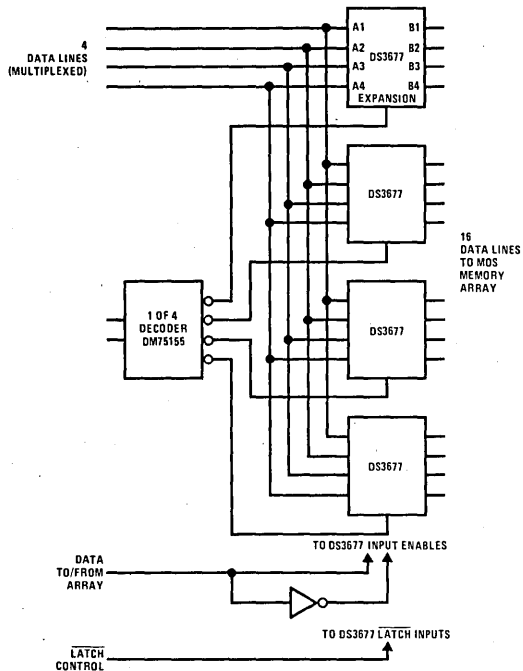 4
DATA LINES
(MULTIPLEXED)
A1
A2
A3
A4
DS3677
EXPANSION
B1
B2
B3
B4
DS3677
16
DATA LINES
TO MOS
MEMORY
ARRAY
1 OF 4
DECODER
DM75155
DS3677
DS3677
TO DS3677 INPUT ENABLES
DATA
TO/FROM
ARRAY
TO DS3677 LATCH INPUTS
LATCH
CONTROL